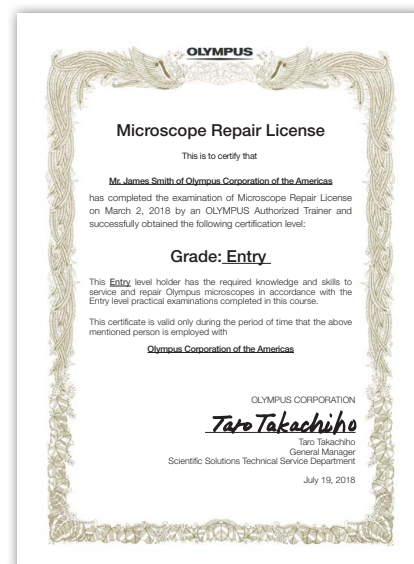 OLYMPUS
Microscope Repair License
This is to certify that
Mr. James Smith of Olympus Corporation of the Americas
has completed the examination of Microscope Repair License
on March 2, 2018 by an OLYMPUS Authorized Trainer and
successfully obtained the following certification level:
Grade: Entry
This Entry level holder has the required knowledge and skills to
service and repair Olympus microscopes in accordance with the
Entry level practical examinations completed in this course.
This certificate is valid only during the period of time that the above
mentioned person is employed with
Olympus Corporation of the Americas
OLYMPUS CORPORATION
Taro Takachiho
Taro Takachiho
General Manager
Scientific Solutions Technical Service Department
July 19, 2018